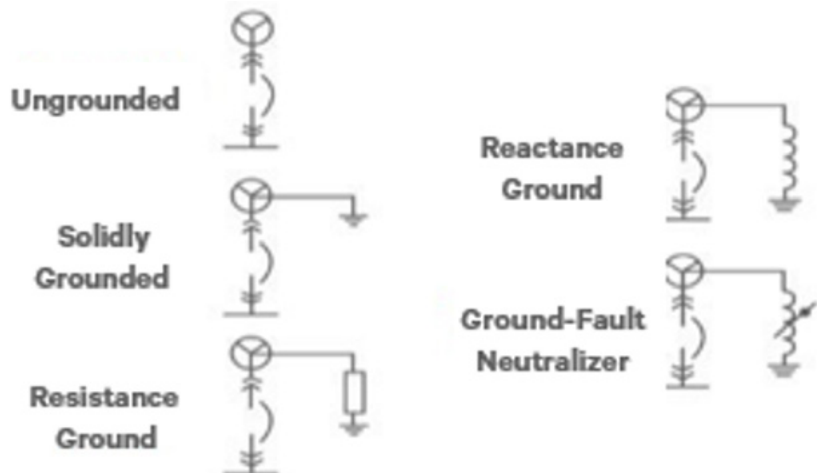 Ungrounded
Solidly
Grounded
Resistance
Ground
Reactance
Ground
Ground-Fault
Neutralizer